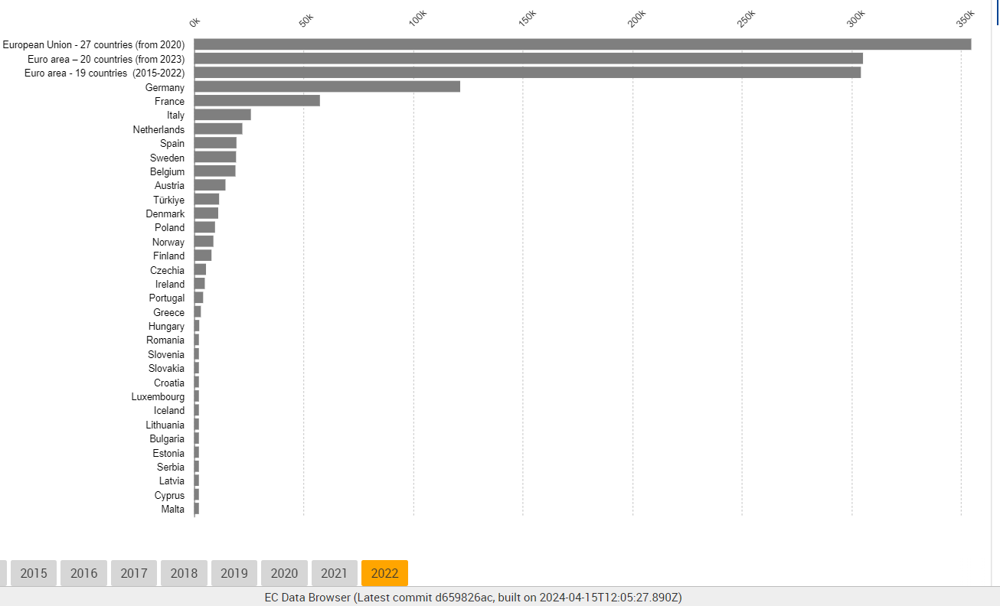 0k 50k 100k 150k 200k 250k 300k 350k
European Union - 27 countries (from 2020)
Euro area – 20 countries (from 2023)
Euro area - 19 countries (2015-2022)
Germany
France
Italy
Netherlands
Spain
Sweden
Belgium
Austria
Türkiye
Denmark
Poland
Norway
Finland
Czechia
Ireland
Portugal
Greece
Hungary
Romania
Slovenia
Slovakia
Croatia
Luxembourg
Iceland
Lithuania
Bulgaria
Estonia
Serbia
Latvia
Cyprus
Malta
2015 2016 2017 2018 2019 2020 2021 2022
EC Data Browser (Latest commit d659826ac, built on 2024-04-15T12:05:27.890Z)